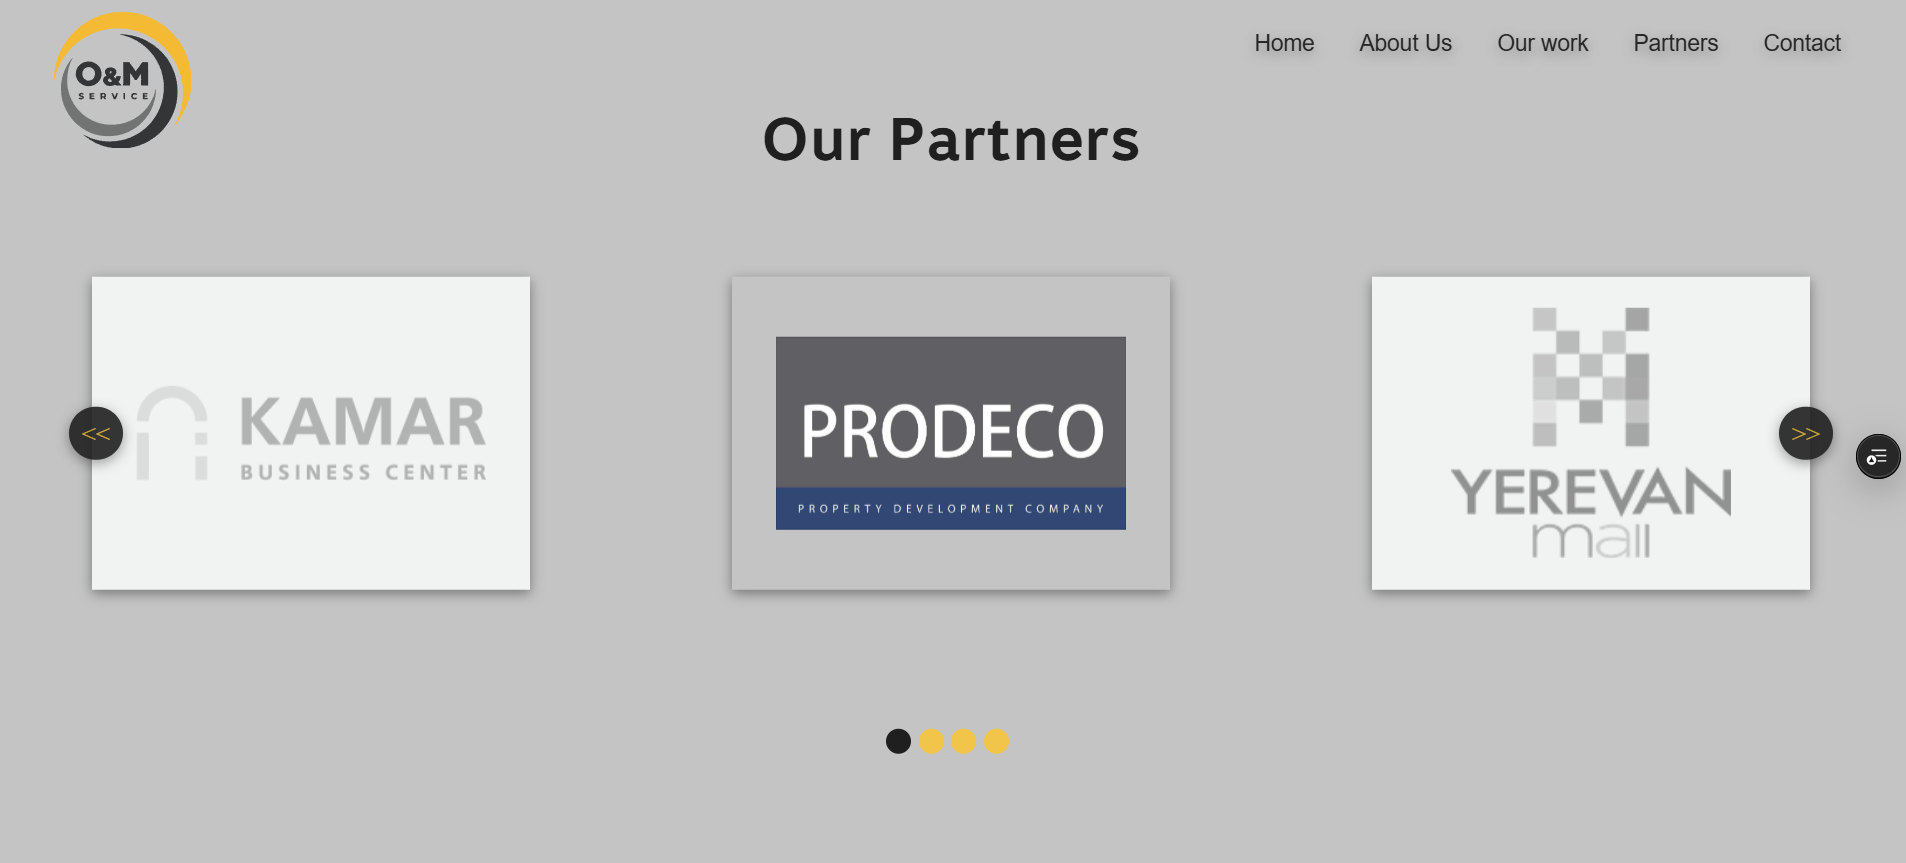 O&M
SERVICE
Home About Us Our work Partners Contact
Our Partners
KAMAR
BUSINESS CENTER
<<
PRODECO
PROPERTY DEVELOPMENT COMPANY
YEREVAN
mall
>>